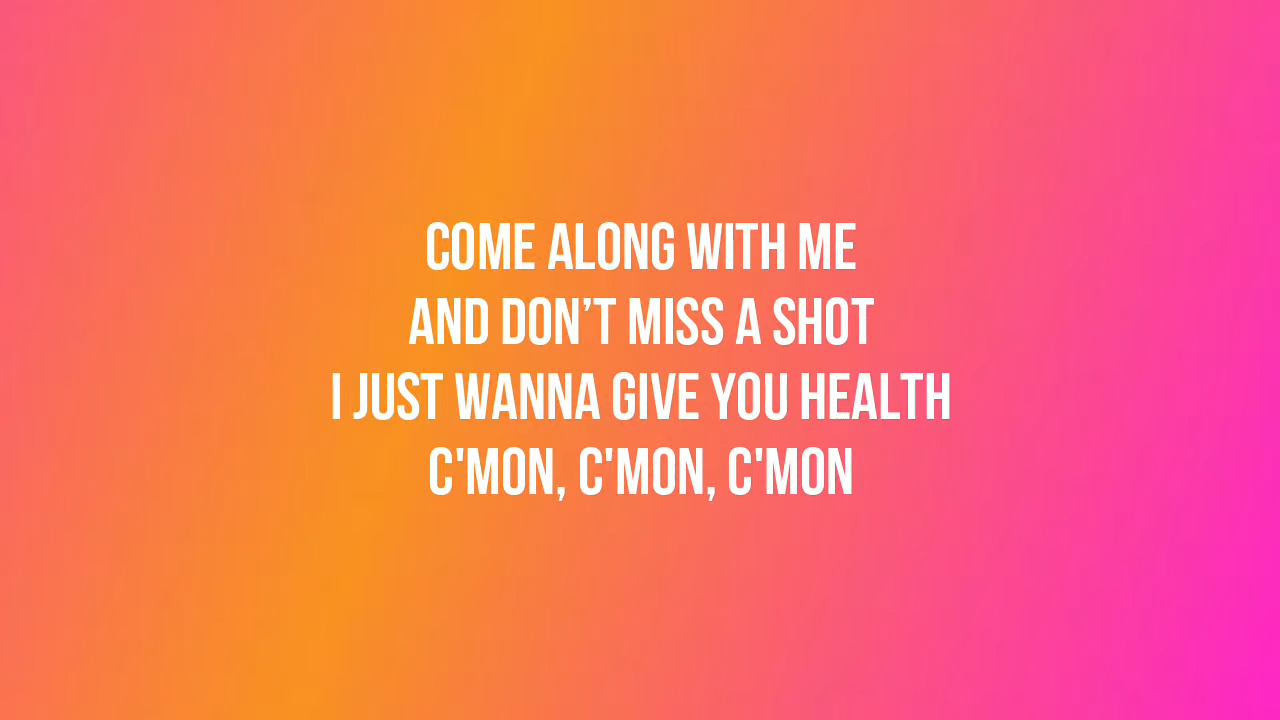 COME ALONG WITH ME
AND DON’T MISS A SHOT
I JUST WANNA GIVE YOU HEALTH
C'MON, C'MON, C'MON